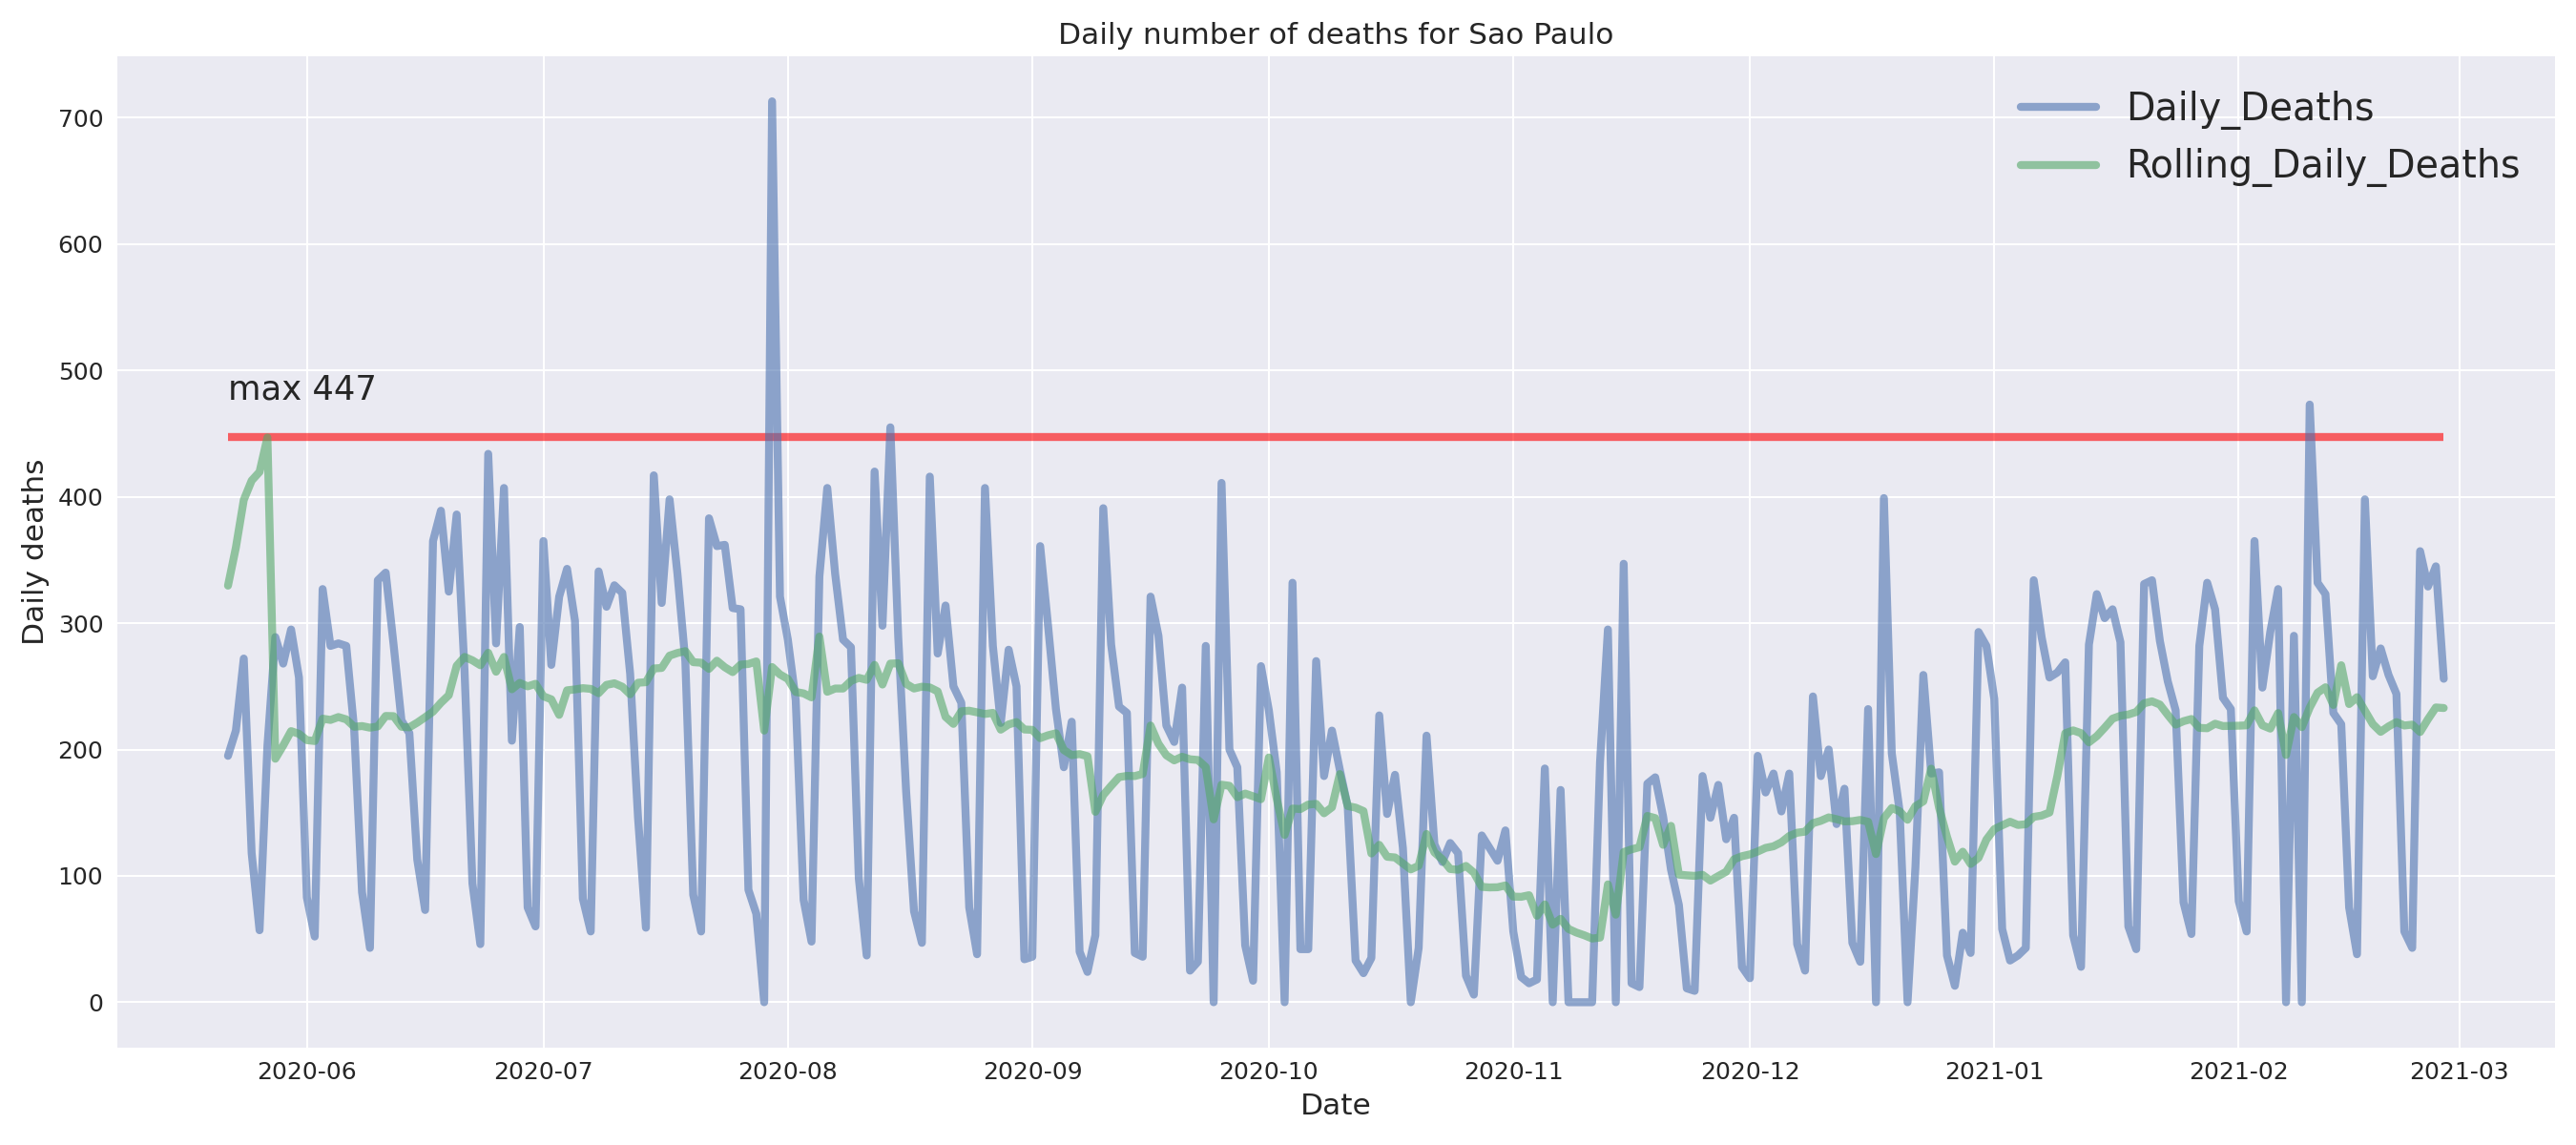 Daily number of deaths for Sao Paulo
Daily_Deaths
Rolling_Daily_Deaths
max 447
Daily deaths
700
600
500
400
300
200
100
0
2020-06 2020-07 2020-08 2020-09 2020-10 2020-11 2020-12 2021-01 2021-02 2021-03
Date